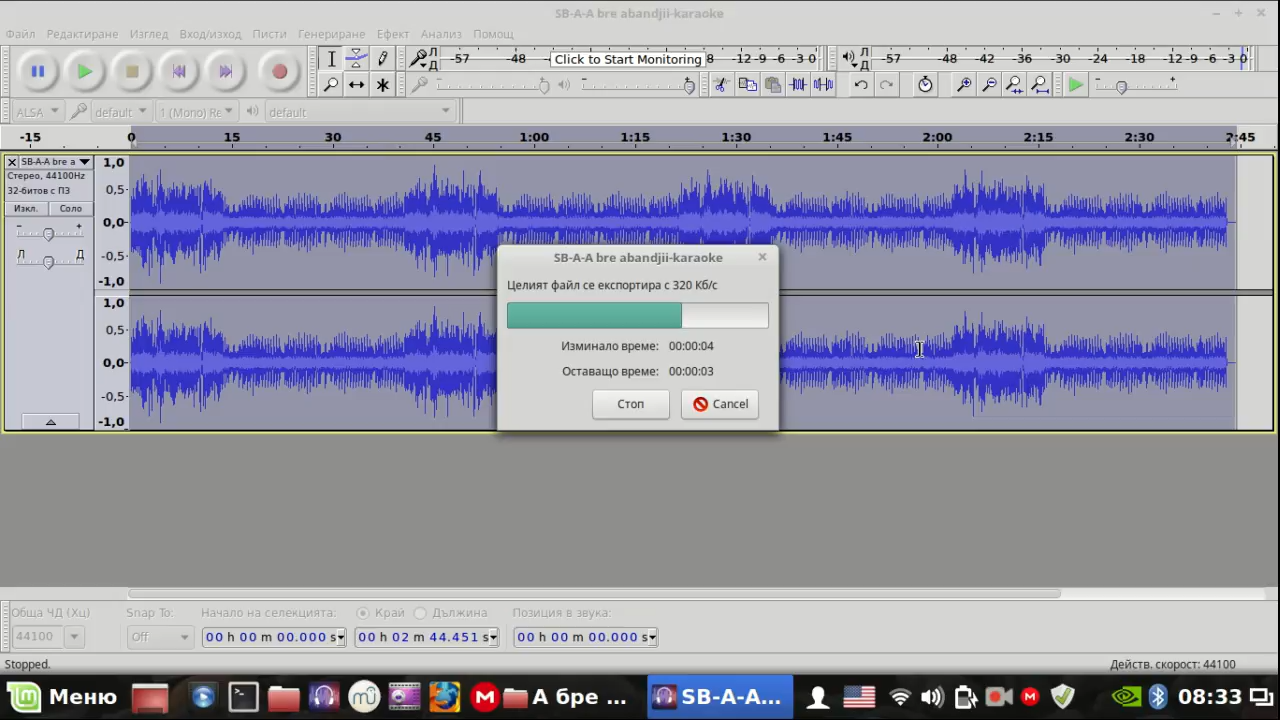 SB-A-A bre abandjii-karaoke
Файл Редактиране Изглед Вход/изход Писти Генериране Ефект Анализ Помощ
Л Д -57 -48 Click to Start Monitoring 8 -12 -9 -6 -3 0
Л Д -57 -48 -42 -36 -30 -24 -18 -12 -9 -6 -3 0
ALSA default 1 (Mono) Re default
-15 0 15 30 45 1:00 1:15 1:30 1:45 2:00 2:15 2:30 2:45
SB-A-A bre a
Стерео, 44100Hz
32-битов с ПЗ
Изкл. Соло
- +
Л Д
1,0
0,5
0,0
-0,5
-1,0
1,0
0,5
0,0
-0,5
-1,0
SB-A-A bre abandjii-karaoke
Целият файл се експортира с 320 Кб/с
Изминало време: 00:00:04
Оставащо време: 00:00:03
Стоп Cancel
Обща ЧД (Хц) Snap To: Начало на селекцията: Край Дължина Позиция в звука:
44100 Off 00 h 00 m 00.000 s 00 h 02 m 44.451 s 00 h 00 m 00.000 s
Stopped. Действ. скорост: 44100
Меню А бре ... SB-A-A... 08:33